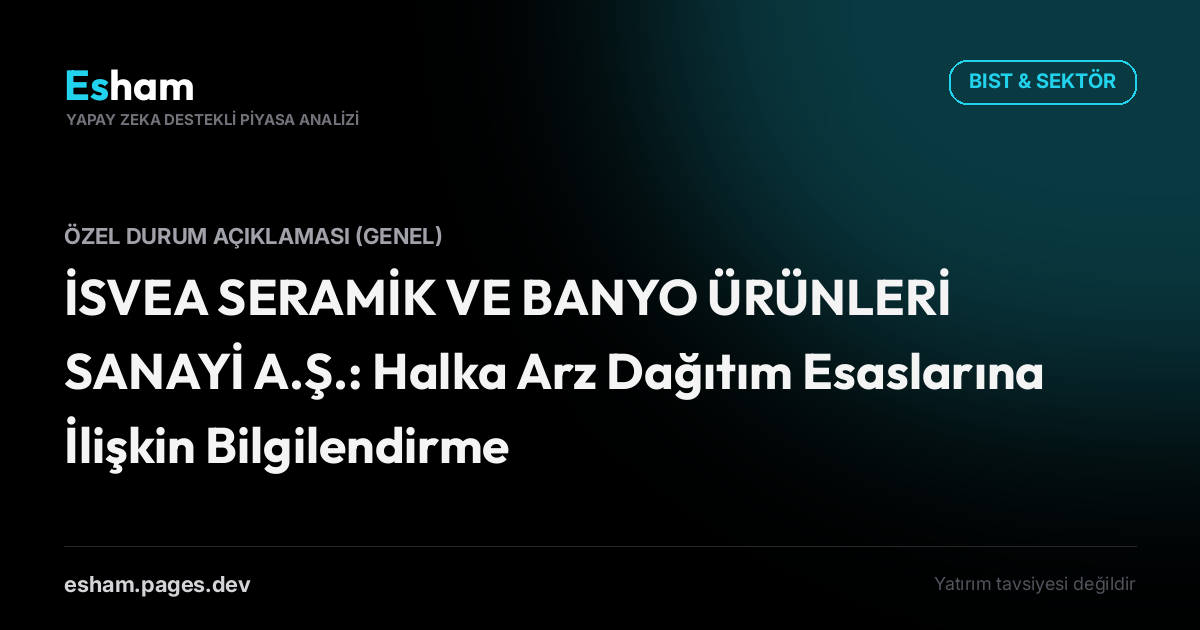 Esham
BIST & SEKTÖR
YAPAY ZEKA DESTEKLİ PİYASA ANALİZİ
ÖZEL DURUM AÇIKLAMASI (GENEL)
İSVEA SERAMİK VE BANYO ÜRÜNLERİ
SANAYİ A.Ş.: Halka Arz Dağıtım Esaslarına
İlişkin Bilgilendirme
esham.pages.dev
Yatırım tavsiyesi değildir